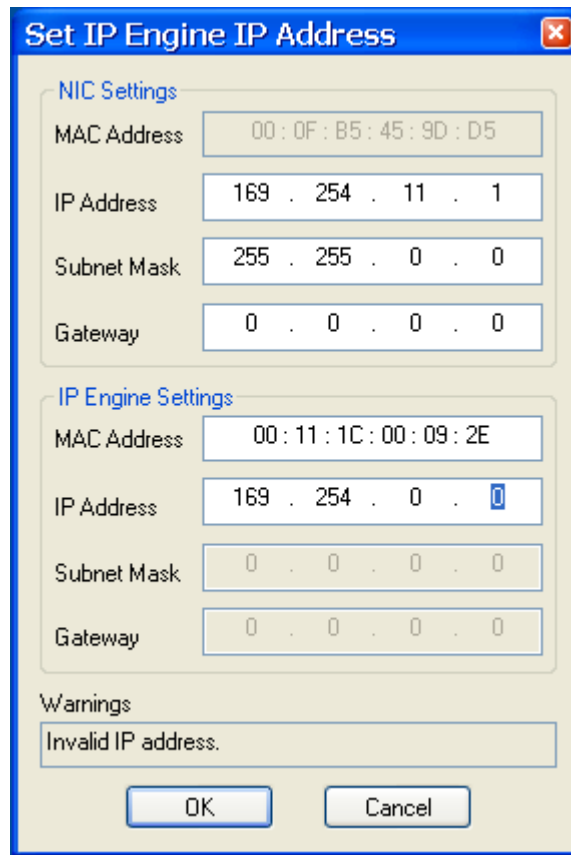 Set IP Engine IP Address
NIC Settings
MAC Address 00 : 0F : B5 : 45 : 9D : D5
IP Address 169 . 254 . 11 . 1
Subnet Mask 255 . 255 . 0 . 0
Gateway 0 . 0 . 0 . 0
IP Engine Settings
MAC Address 00 : 11 : 1C : 00 : 09 : 2E
IP Address 169 . 254 . 0 . 0
Subnet Mask 0 . 0 . 0 . 0
Gateway 0 . 0 . 0 . 0
Warnings
Invalid IP address.
OK Cancel